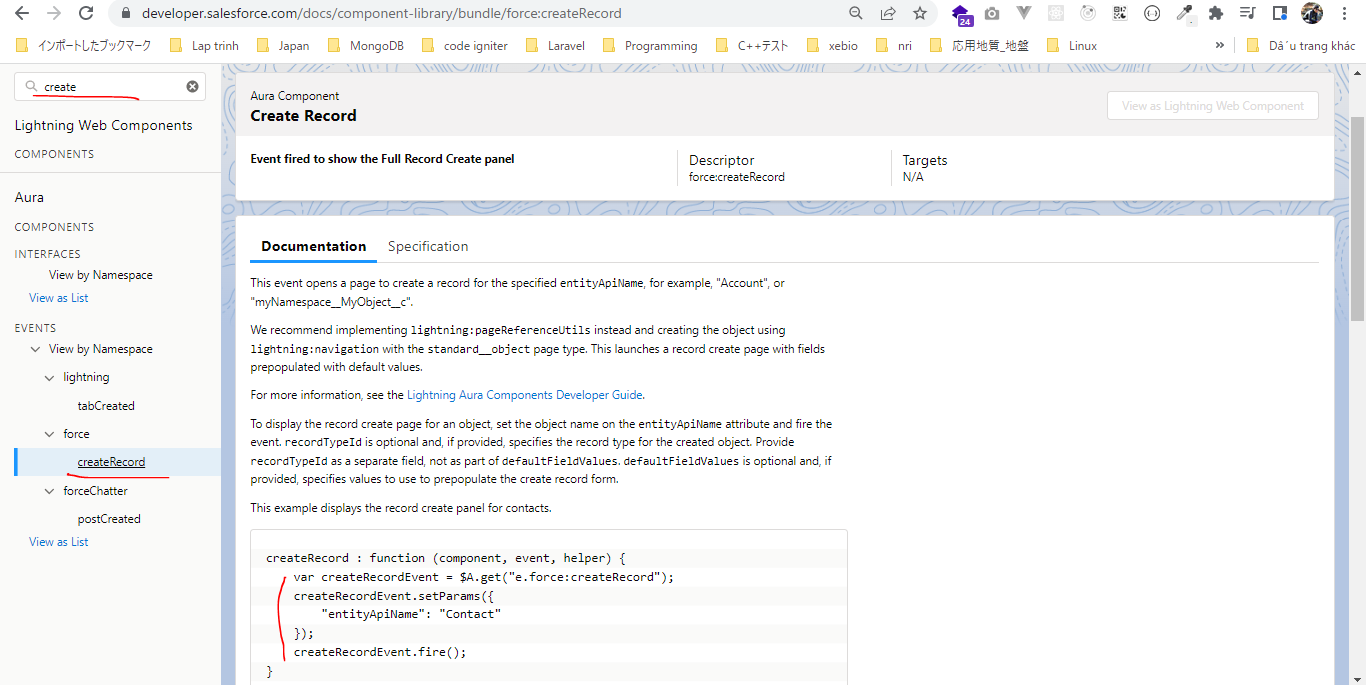 developer.salesforce.com/docs/component-library/bundle/force:createRecord
24
インポートしたブックマーク
Lap trinh
Japan
MongoDB
code igniter
Laravel
Programming
C++テスト
xebio
nri
応用地質_地盤
Linux
»
Dấu trang khác
create
Lightning Web Components
COMPONENTS
Aura
COMPONENTS
INTERFACES
View by Namespace
View as List
EVENTS
View by Namespace
lightning
tabCreated
force
createRecord
forceChatter
postCreated
View as List
Aura Component
Create Record
View as Lightning Web Component
Event fired to show the Full Record Create panel
Descriptor
force:createRecord
Targets
N/A
Documentation
Specification
This event opens a page to create a record for the specified entityApiName, for example, "Account", or
"myNamespace__MyObject__c".
We recommend implementing lightning:pageReferenceUtils instead and creating the object using
lightning:navigation with the standard__object page type. This launches a record create page with fields
prepopulated with default values.
For more information, see the Lightning Aura Components Developer Guide.
To display the record create page for an object, set the object name on the entityApiName attribute and fire the
event. recordTypeId is optional and, if provided, specifies the record type for the created object. Provide
recordTypeId as a separate field, not as part of defaultFieldValues. defaultFieldValues is optional and, if
provided, specifies values to use to prepopulate the create record form.
This example displays the record create panel for contacts.
createRecord : function (component, event, helper) {
var createRecordEvent = $A.get("e.force:createRecord");
createRecordEvent.setParams({
"entityApiName": "Contact"
});
createRecordEvent.fire();
}